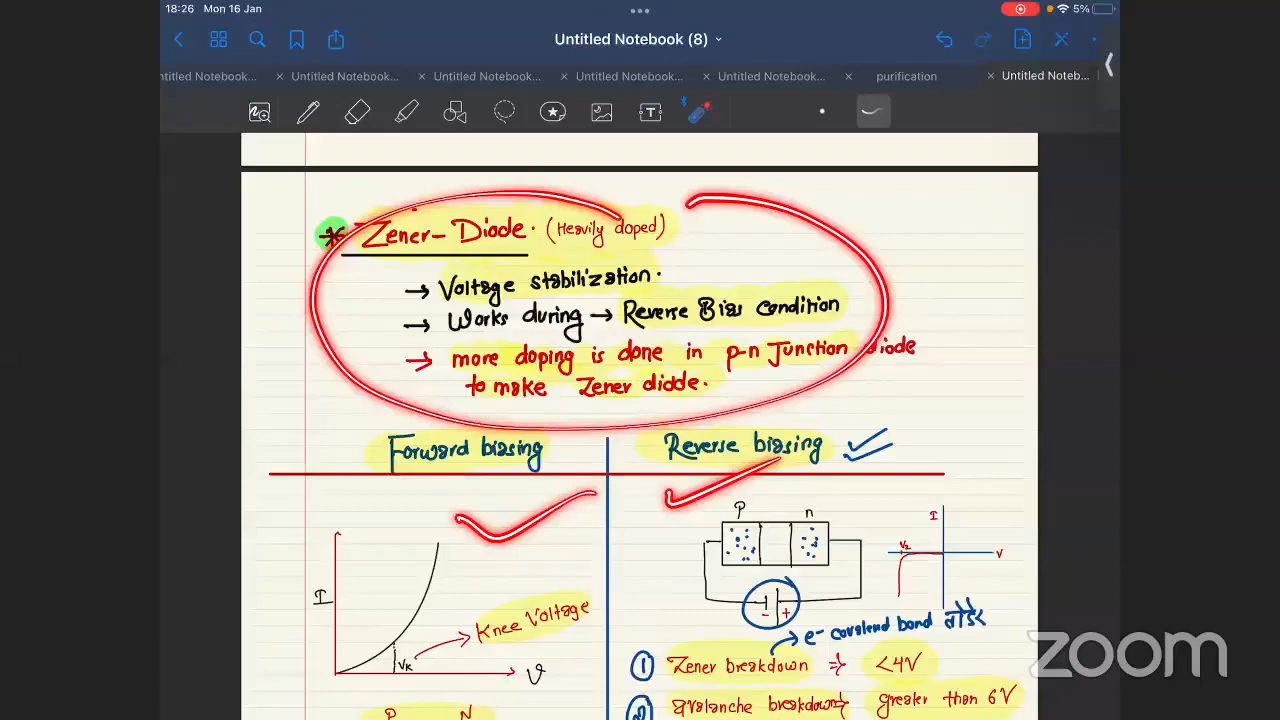 18:26 Mon 16 Jan
5%
Untitled Notebook (8)
ntitled Notebook...
Untitled Notebook...
Untitled Notebook...
Untitled Notebook...
Untitled Notebook...
purification
Untitled Noteb...
* Zener-Diode. (Heavily doped)
→ Voltage stabilization.
→ Works during → Reverse Bias condition
→ more doping is done in p-n Junction diode
to make Zener diode.
Forward biasing
Reverse biasing
I
Knee Voltage
VK
V
P N
P n
I
Vz
V
- +
e- covalend bond तोडकर
① Zener breakdown ⇒ <4V
② avalanche breakdown ⇒ greater than 6V
zoom